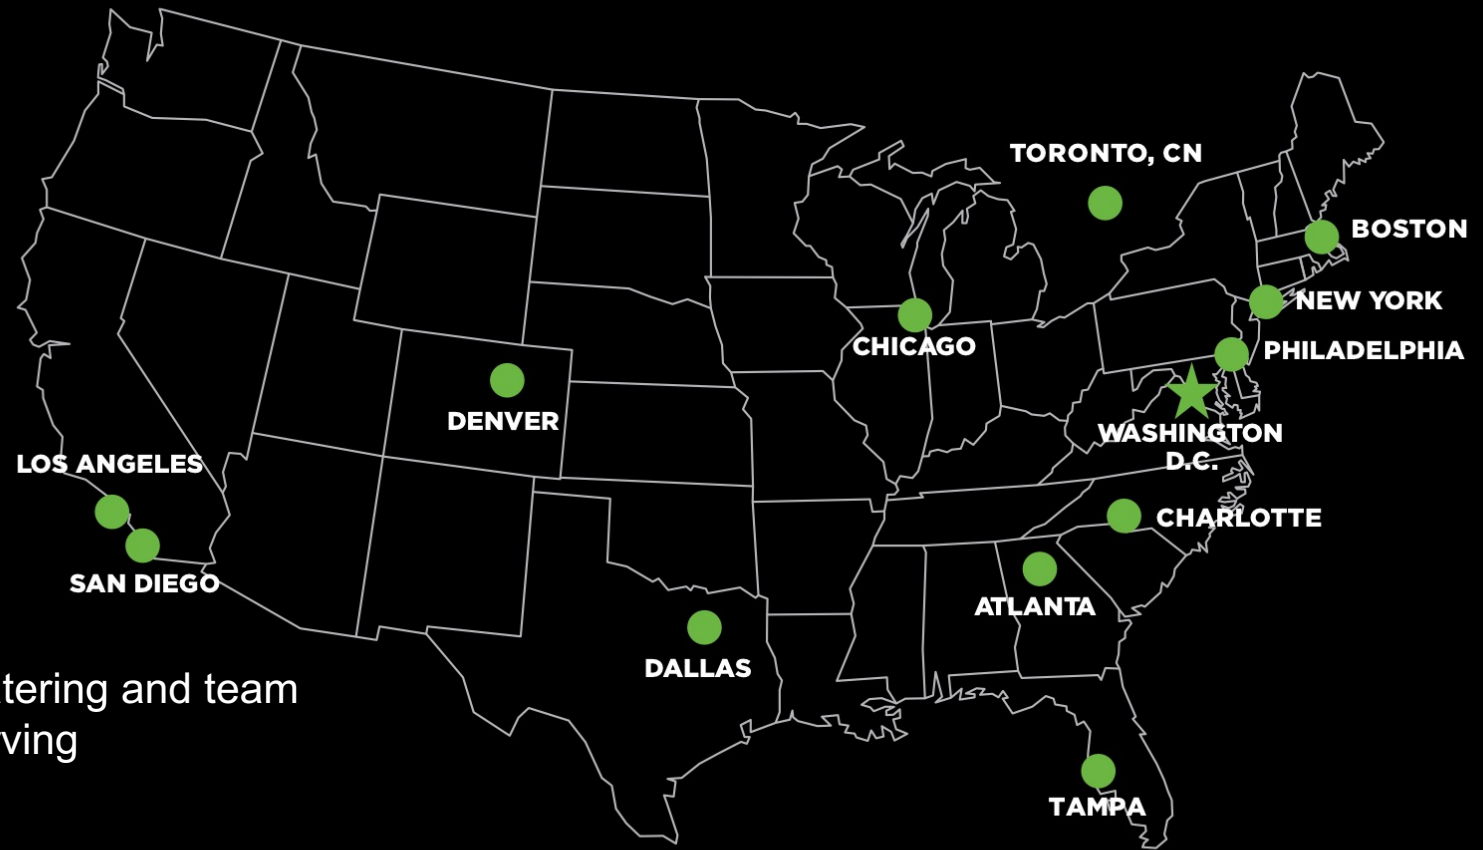 TORONTO, CN
BOSTON
NEW YORK
CHICAGO
PHILADELPHIA
DENVER
WASHINGTON
D.C.
LOS ANGELES
CHARLOTTE
SAN DIEGO
ATLANTA
DALLAS
tering and team
ving
TAMPA